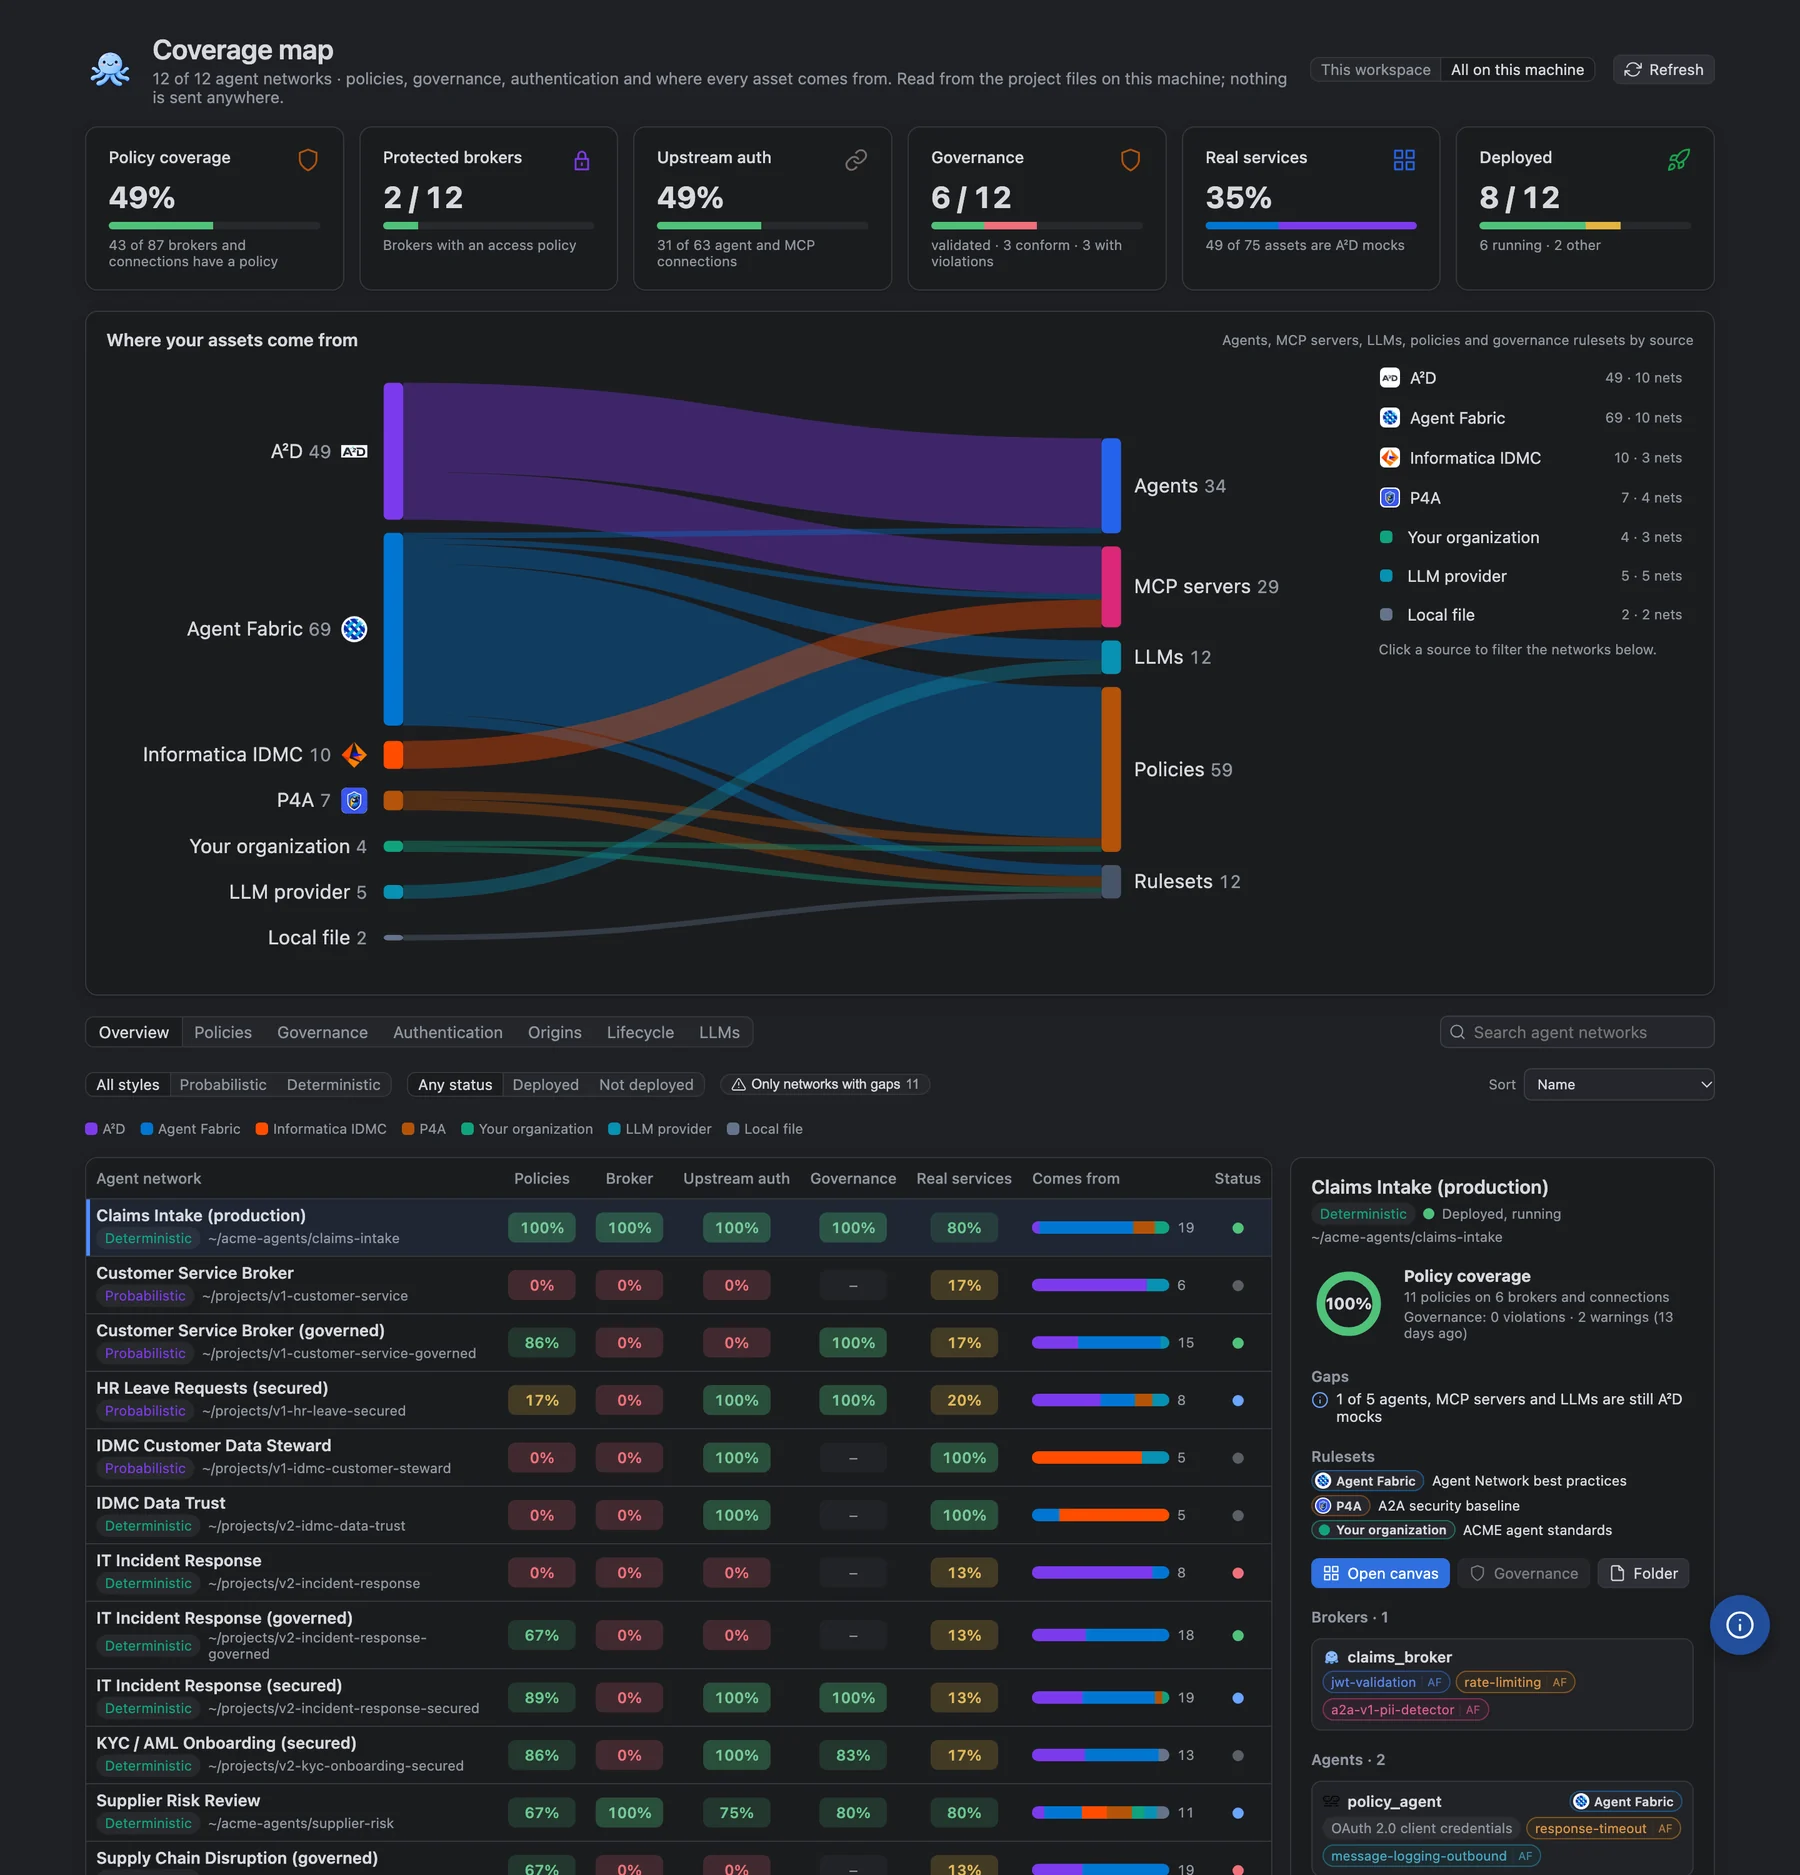 Coverage map
12 of 12 agent networks · policies, governance, authentication and where every asset comes from. Read from the project files on this machine; nothing
is sent anywhere.
This workspace
All on this machine
Refresh
Policy coverage
49%
43 of 87 brokers and
connections have a policy
Protected brokers
2 / 12
Brokers with an access policy
Upstream auth
49%
31 of 63 agent and MCP
connections
Governance
6 / 12
validated · 3 conform · 3 with
violations
Real services
35%
49 of 75 assets are A²D mocks
Deployed
8 / 12
6 running · 2 other
Where your assets come from
Agents, MCP servers, LLMs, policies and governance rulesets by source
A²D 49 A²D
Agent Fabric 69
Informatica IDMC 10
P4A 7
Your organization 4
LLM provider 5
Local file 2
Agents 34
MCP servers 29
LLMs 12
Policies 59
Rulesets 12
A²D A²D 49 · 10 nets
Agent Fabric 69 · 10 nets
Informatica IDMC 10 · 3 nets
P4A 7 · 4 nets
Your organization 4 · 3 nets
LLM provider 5 · 5 nets
Local file 2 · 2 nets
Click a source to filter the networks below.
Overview Policies Governance Authentication Origins Lifecycle LLMs
Search agent networks
All styles Probabilistic Deterministic
Any status Deployed Not deployed
Only networks with gaps 11
Sort Name
A²D Agent Fabric Informatica IDMC P4A Your organization LLM provider Local file
Agent network Policies Broker Upstream auth Governance Real services Comes from Status
Claims Intake (production)
Deterministic ~/acme-agents/claims-intake
100% 100% 100% 100% 80% 19
Customer Service Broker
Probabilistic ~/projects/v1-customer-service
0% 0% 0% – 17% 6
Customer Service Broker (governed)
Probabilistic ~/projects/v1-customer-service-governed
86% 0% 0% 100% 17% 15
HR Leave Requests (secured)
Probabilistic ~/projects/v1-hr-leave-secured
17% 0% 100% 100% 20% 8
IDMC Customer Data Steward
Probabilistic ~/projects/v1-idmc-customer-steward
0% 0% 100% – 100% 5
IDMC Data Trust
Deterministic ~/projects/v2-idmc-data-trust
0% 0% 100% – 100% 5
IT Incident Response
Deterministic ~/projects/v2-incident-response
0% 0% 0% – 13% 8
IT Incident Response (governed)
Deterministic ~/projects/v2-incident-response-
governed
67% 0% 0% – 13% 18
IT Incident Response (secured)
Deterministic ~/projects/v2-incident-response-secured
89% 0% 100% 100% 13% 19
KYC / AML Onboarding (secured)
Deterministic ~/projects/v2-kyc-onboarding-secured
86% 0% 100% 83% 17% 13
Supplier Risk Review
Deterministic ~/acme-agents/supplier-risk
67% 100% 75% 80% 80% 11
Supply Chain Disruption (governed)
67% 0% 0% – 13% 19
Claims Intake (production)
Deterministic Deployed, running
~/acme-agents/claims-intake
100%
Policy coverage
11 policies on 6 brokers and connections
Governance: 0 violations · 2 warnings (13
days ago)
Gaps
1 of 5 agents, MCP servers and LLMs are still A²D
mocks
Rulesets
Agent Fabric Agent Network best practices
P4A A2A security baseline
Your organization ACME agent standards
Open canvas Governance Folder
Brokers · 1
claims_broker
jwt-validation AF rate-limiting AF
a2a-v1-pii-detector AF
Agents · 2
policy_agent Agent Fabric
OAuth 2.0 client credentials response-timeout AF
message-logging-outbound AF